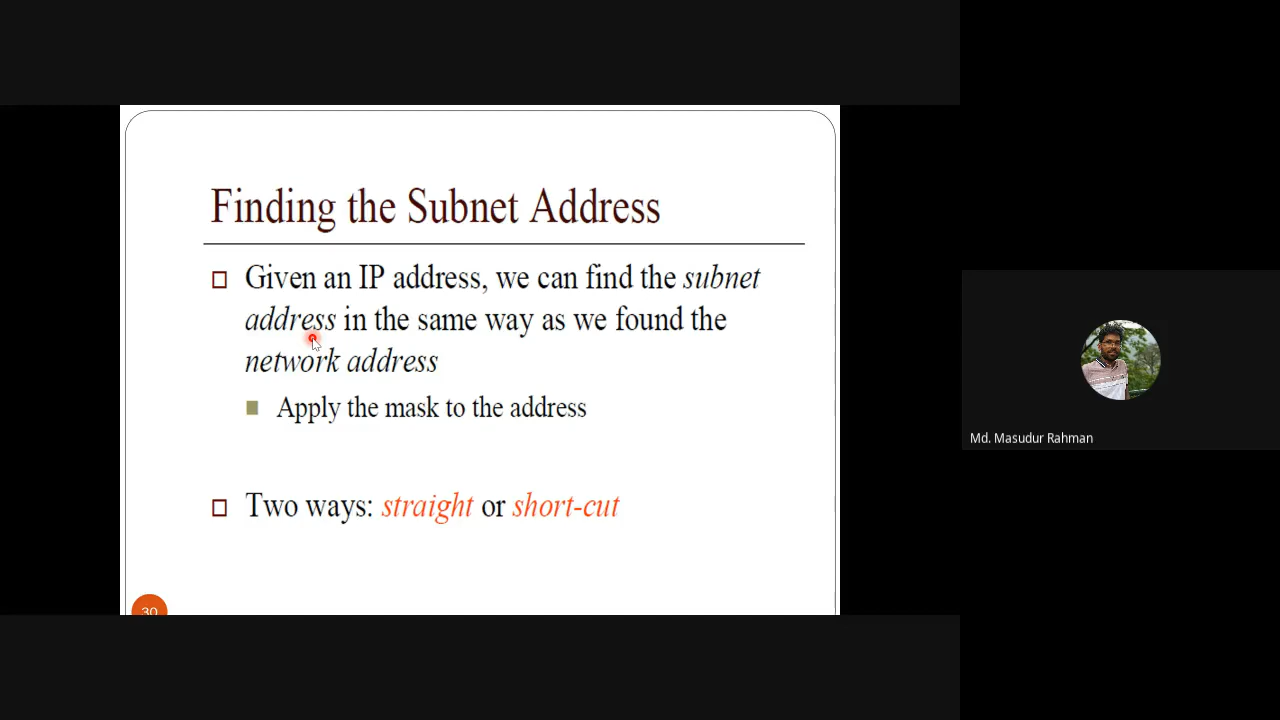 Finding the Subnet Address
Given an IP address, we can find the subnet
address in the same way as we found the
network address
Apply the mask to the address
Two ways: straight or short-cut
30
Md. Masudur Rahman